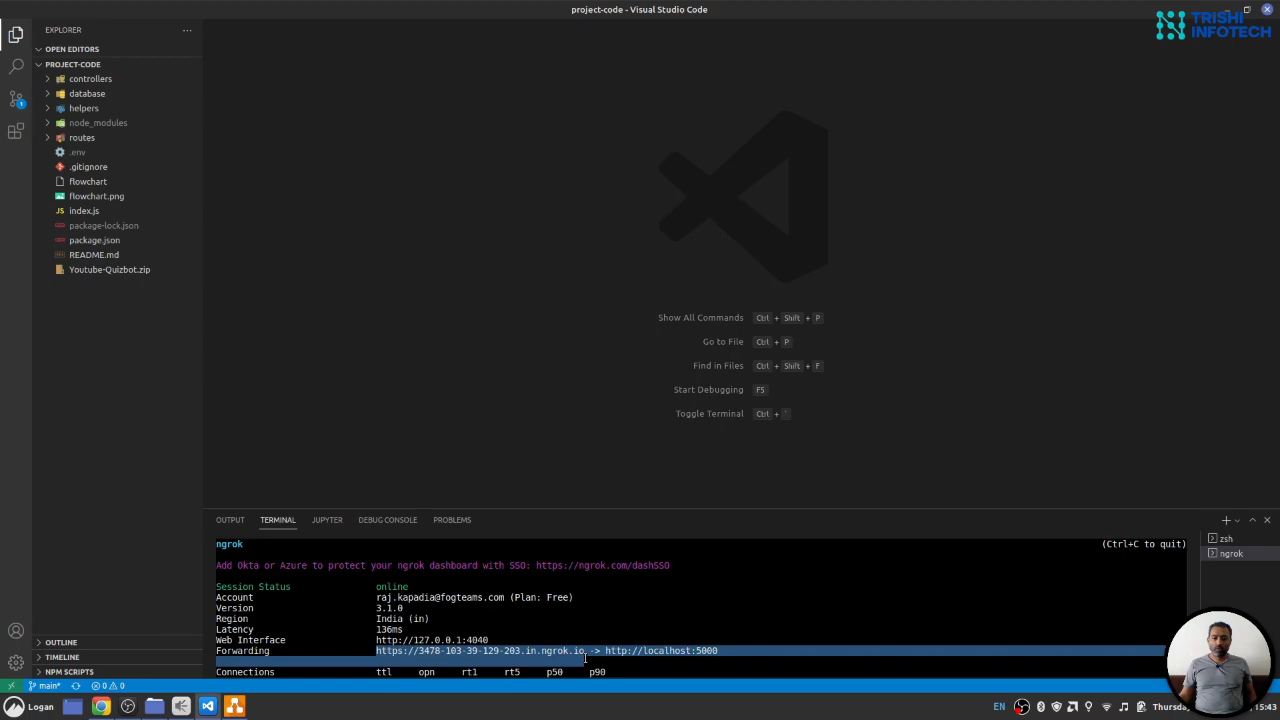 project-code - Visual Studio Code
TRISHI
INFOTECH
EXPLORER
OPEN EDITORS
PROJECT-CODE
controllers
database
helpers
node_modules
routes
.env
.gitignore
flowchart
flowchart.png
JS index.js
package-lock.json
package.json
README.md
Youtube-Quizbot.zip
OUTLINE
TIMELINE
NPM SCRIPTS
1
Show All Commands Ctrl + Shift + P
Go to File Ctrl + P
Find in Files Ctrl + Shift + F
Start Debugging F5
Toggle Terminal Ctrl + `
OUTPUT TERMINAL JUPYTER DEBUG CONSOLE PROBLEMS
ngrok (Ctrl+C to quit)
Add Okta or Azure to protect your ngrok dashboard with SSO: https://ngrok.com/dashSSO
Session Status online
Account raj.kapadia@fogteams.com (Plan: Free)
Version 3.1.0
Region India (in)
Latency 136ms
Web Interface http://127.0.0.1:4040
Forwarding https://3478-103-39-129-203.in.ngrok.io -> http://localhost:5000
Connections ttl opn rt1 rt5 p50 p90
zsh
ngrok
main* 0 0
Logan EN Thursday 15:43